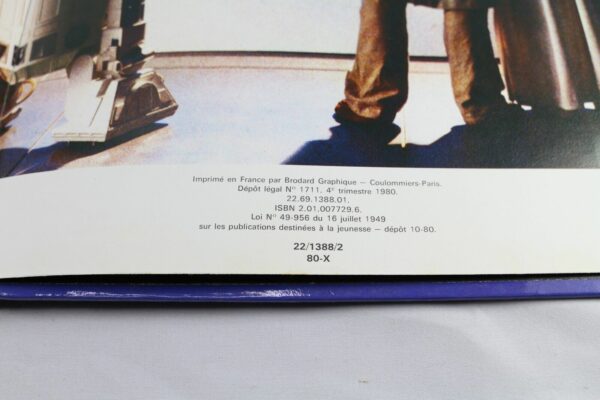 Imprimé en France par Brodard Graphique — Coulommiers-Paris.
Dépôt légal N° 1711, 4e trimestre 1980.
22.69.1388.01.
ISBN 2.01.007729.6.
Loi N° 49-956 du 16 juillet 1949
sur les publications destinées à la jeunesse — dépôt 10-80.
22/1388/2
80-X